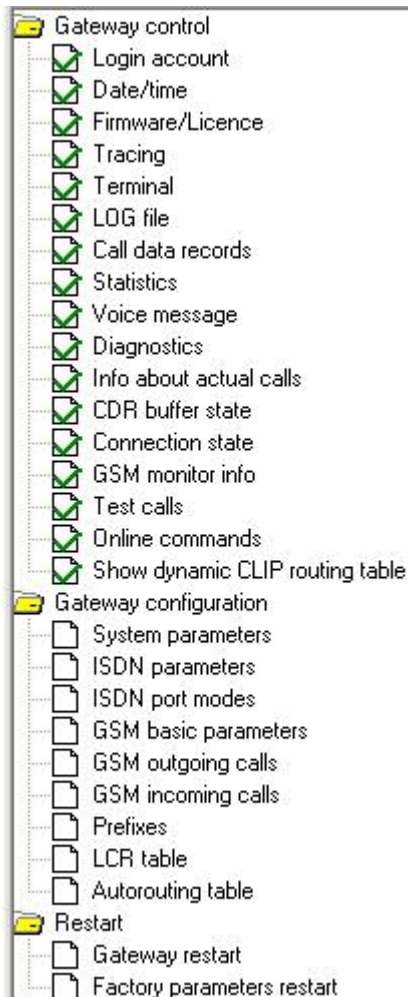 Gateway control
Login account
Date/time
Firmware/Licence
Tracing
Terminal
LOG file
Call data records
Statistics
Voice message
Diagnostics
Info about actual calls
CDR buffer state
Connection state
GSM monitor info
Test calls
Online commands
Show dynamic CLIP routing table
Gateway configuration
System parameters
ISDN parameters
ISDN port modes
GSM basic parameters
GSM outgoing calls
GSM incoming calls
Prefixes
LCR table
Autorouting table
Restart
Gateway restart
Factory parameters restart